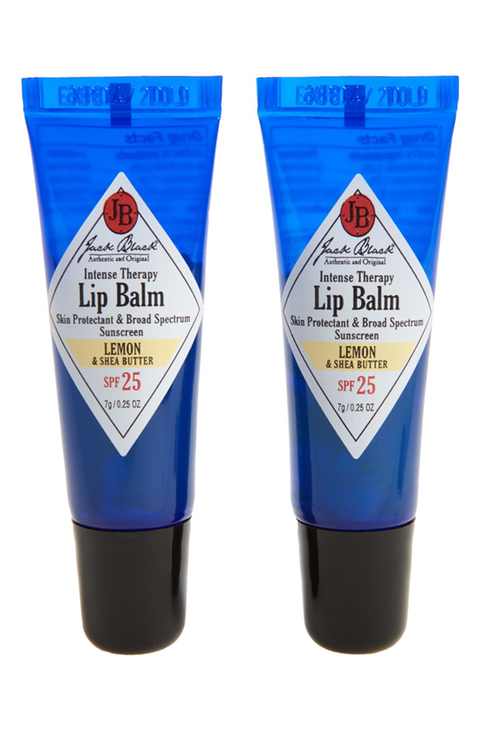 JB
Jack Black
Authentic and Original
Intense Therapy
Lip Balm
Skin Protectant & Broad Spectrum
Sunscreen
LEMON
& SHEA BUTTER
SPF 25
7g / 0.25 OZ
Drug Facts
JB
Jack Black
Authentic and Original
Intense Therapy
Lip Balm
Skin Protectant & Broad Spectrum
Sunscreen
LEMON
& SHEA BUTTER
SPF 25
7g / 0.25 OZ